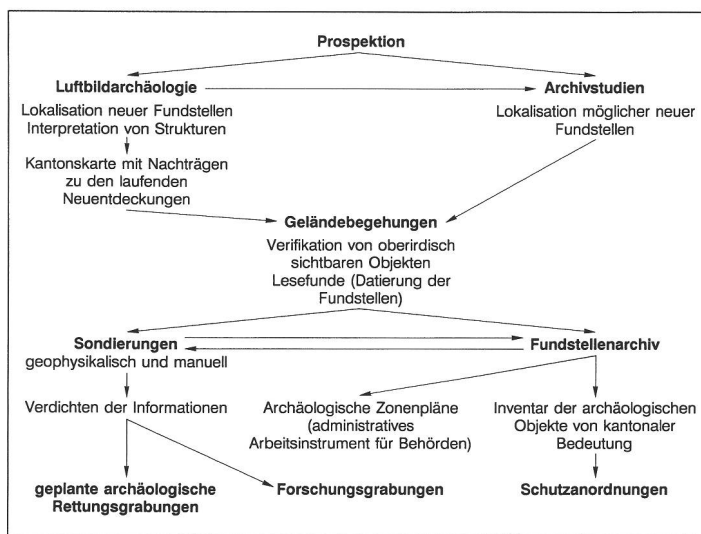 Prospektion
Luftbildarchäologie
Archivstudien
Lokalisation neuer Fundstellen
Interpretation von Strukturen
Lokalisation möglicher neuer
Fundstellen
Kantonskarte mit Nachträgen
zu den laufenden
Neuentdeckungen
Geländebegehungen
Verifikation von oberirdisch
sichtbaren Objekten
Lesefunde (Datierung der
Fundstellen)
Sondierungen
geophysikalisch und manuell
Fundstellenarchiv
Verdichten der Informationen
Archäologische Zonenpläne
(administratives
Arbeitsinstrument für Behörden)
Inventar der archäologischen
Objekte von kantonaler
Bedeutung
geplante archäologische
Rettungsgrabungen
Forschungsgrabungen
Schutzanordnungen